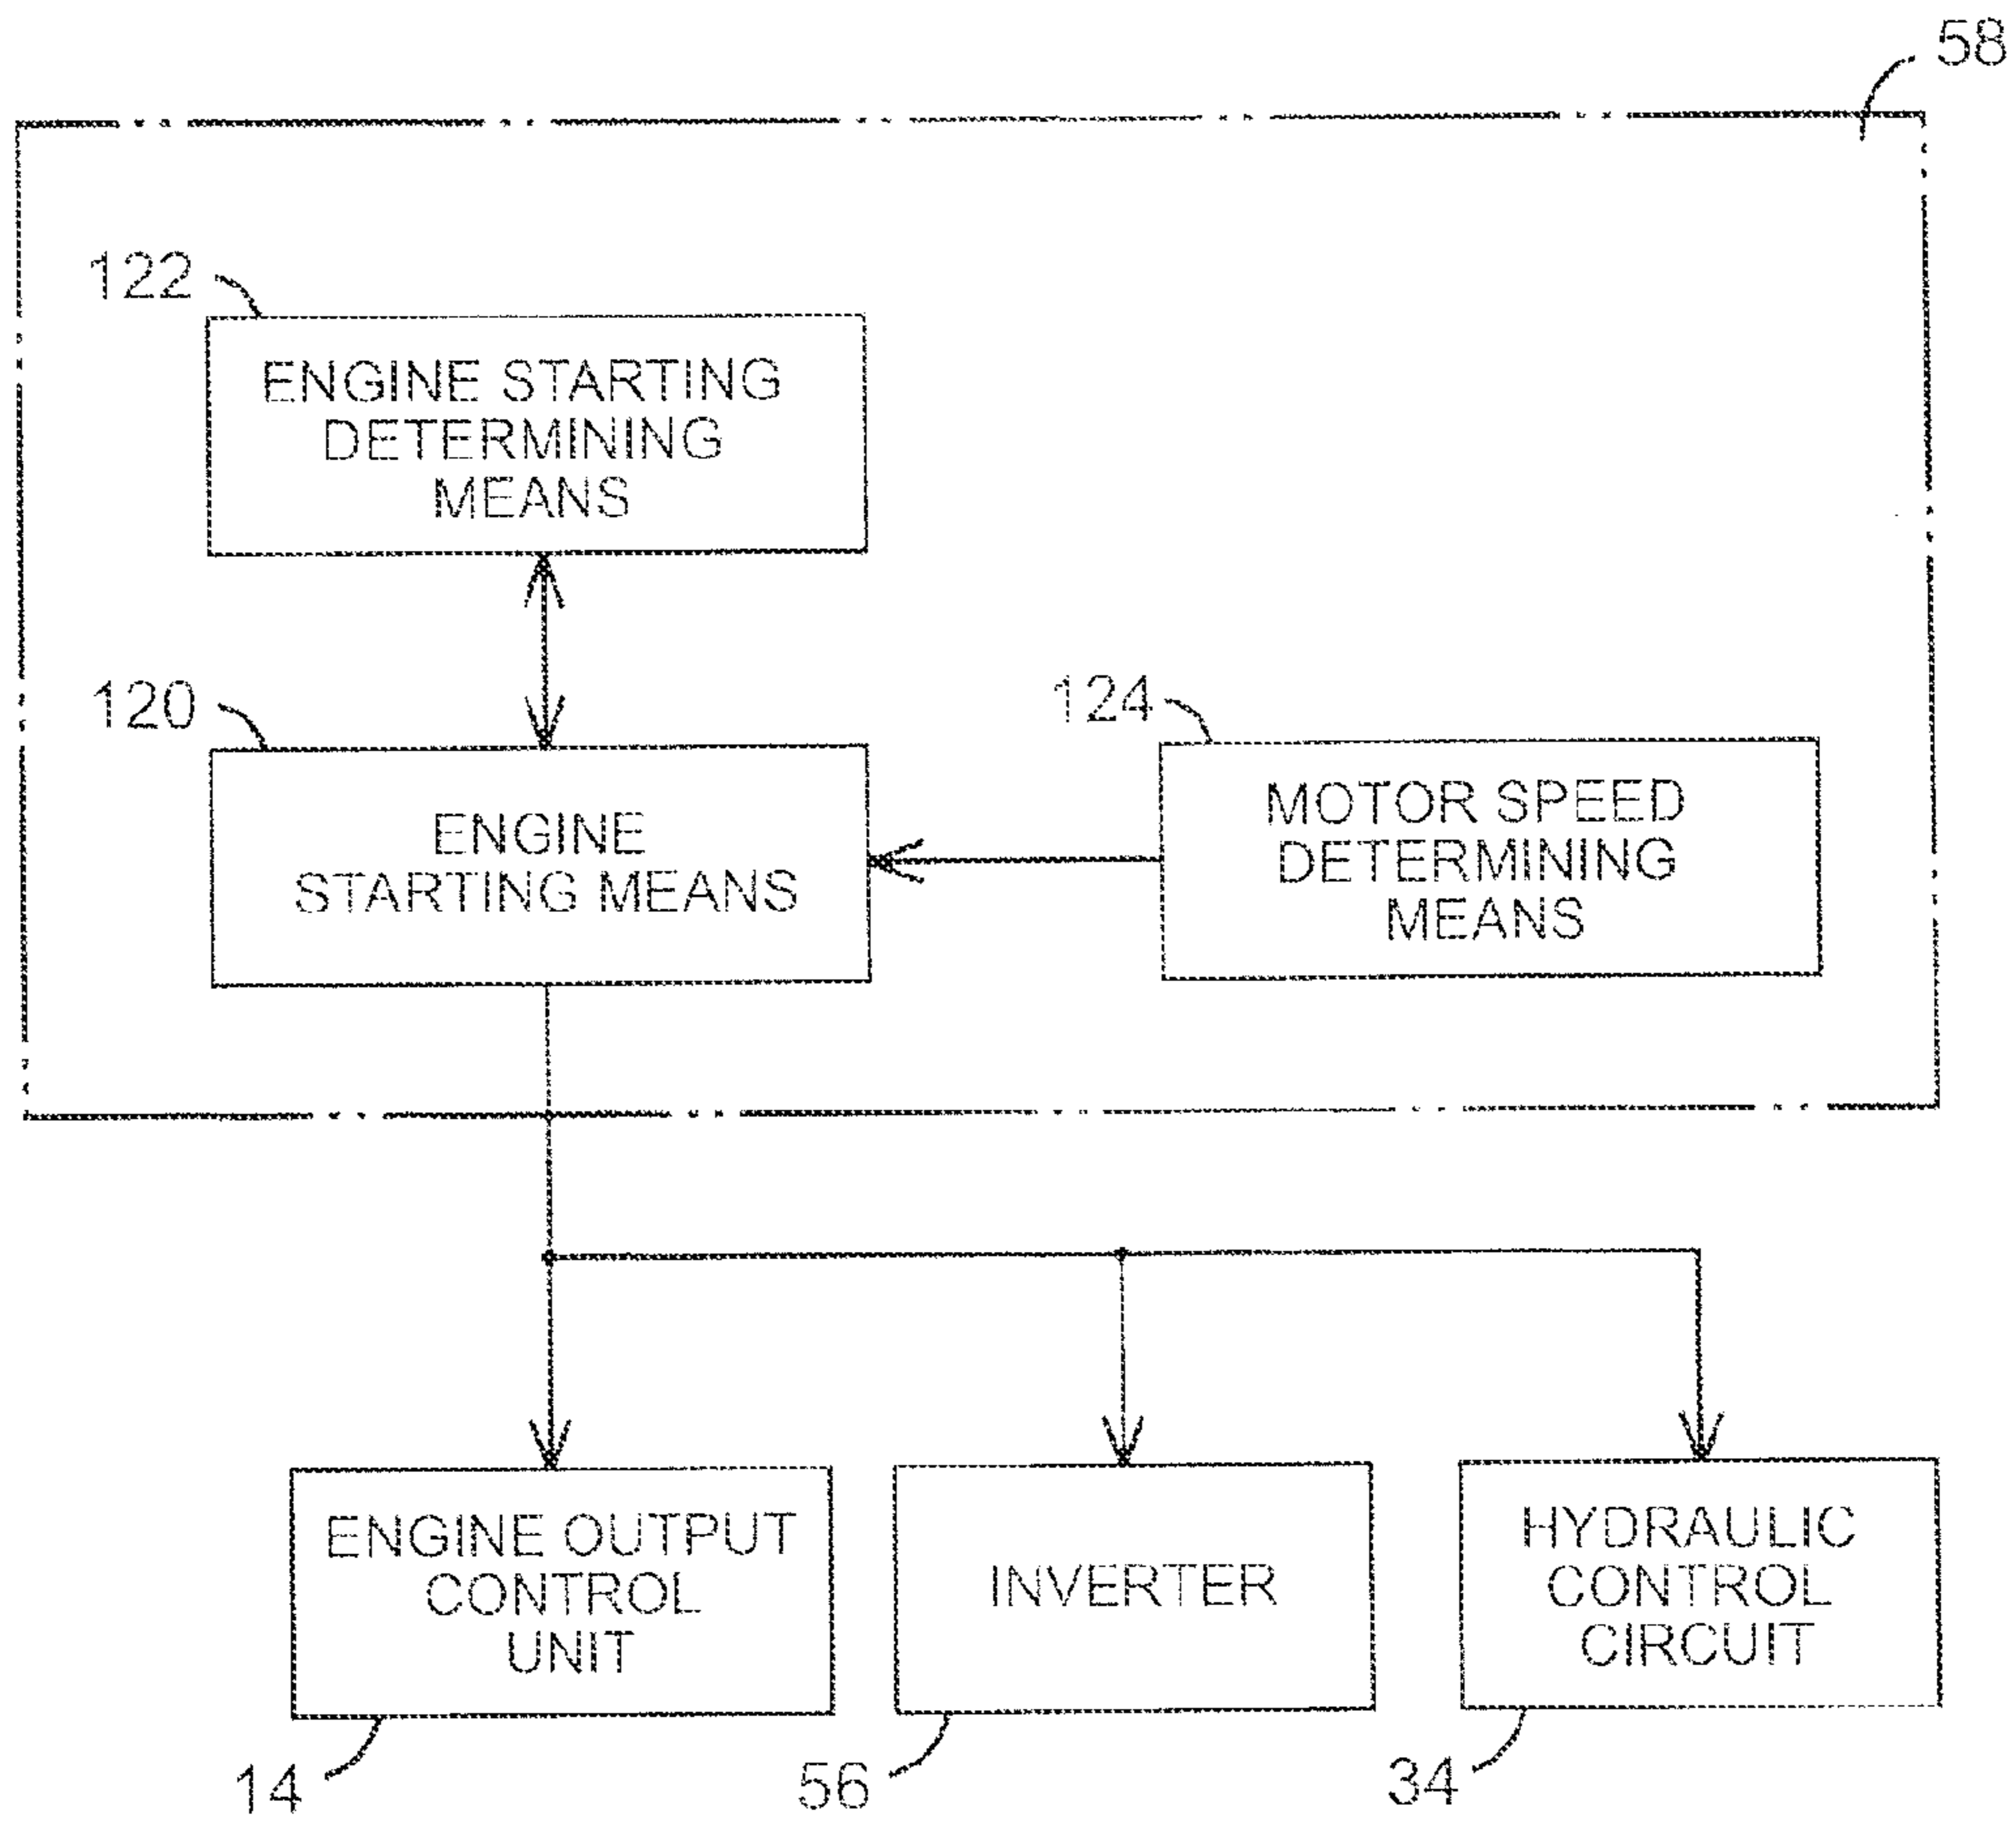 58
122
ENGINE STARTING
DETERMINING
MEANS
120
ENGINE
STARTING MEANS
124
MOTOR SPEED
DETERMINING
MEANS
ENGINE OUTPUT
CONTROL
UNIT
14
INVERTER
56
HYDRAULIC
CONTROL
CIRCUIT
34